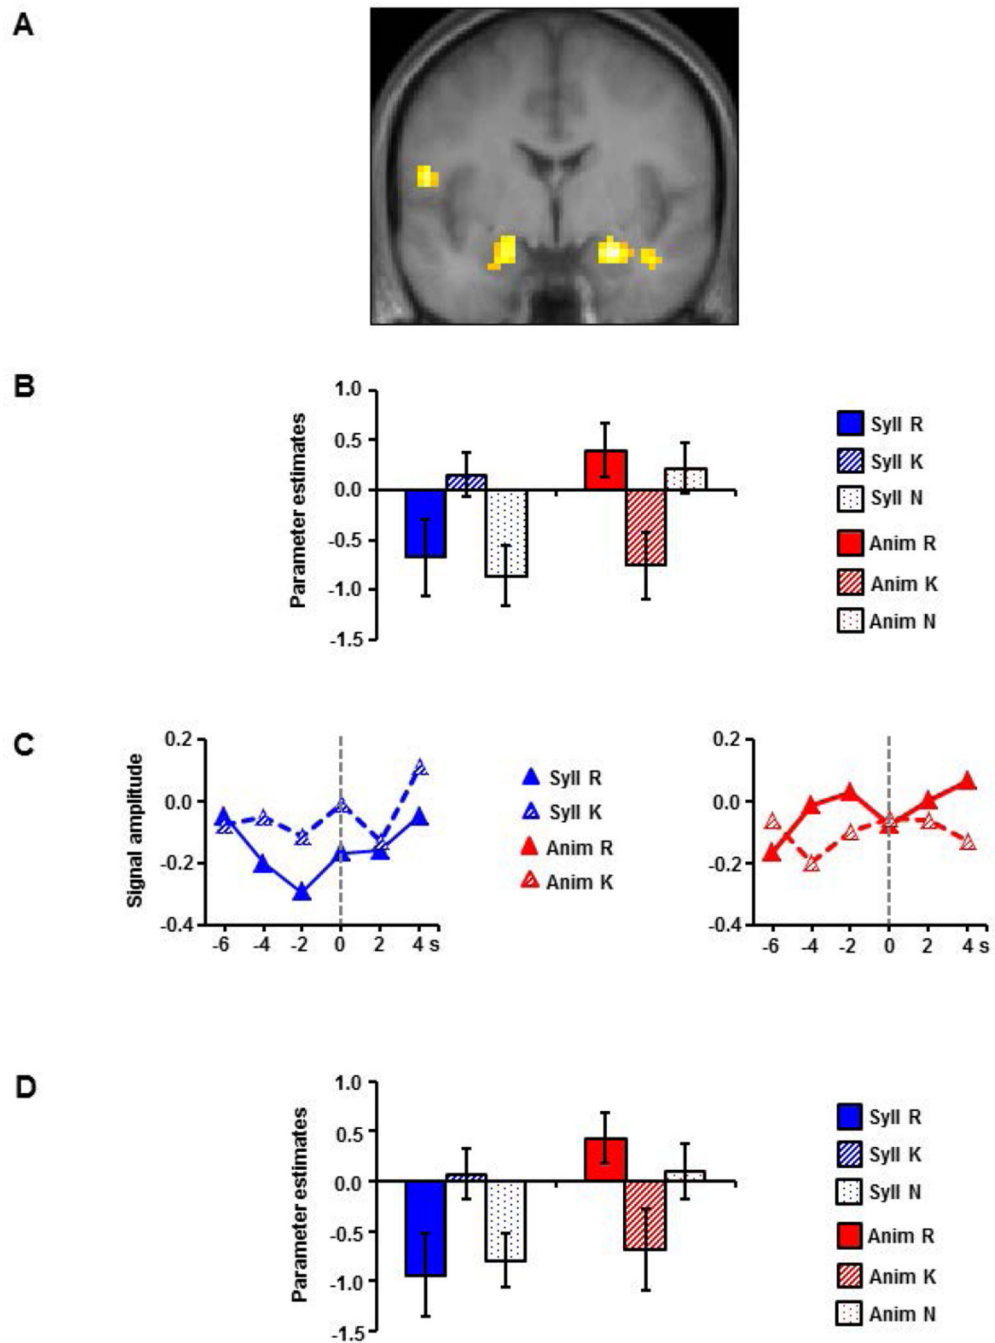 A
B
1.0
0.5
0.0
-0.5
-1.0
-1.5
Parameter estimates
Syll R
Syll K
Syll N
Anim R
Anim K
Anim N
C
0.2
0.0
-0.2
-0.4
Signal amplitude
-6 -4 -2 0 2 4 s
Syll R
Syll K
Anim R
Anim K
0.2
0.0
-0.2
-0.4
-6 -4 -2 0 2 4 s
D
1.0
0.5
0.0
-0.5
-1.0
-1.5
Parameter estimates
Syll R
Syll K
Syll N
Anim R
Anim K
Anim N